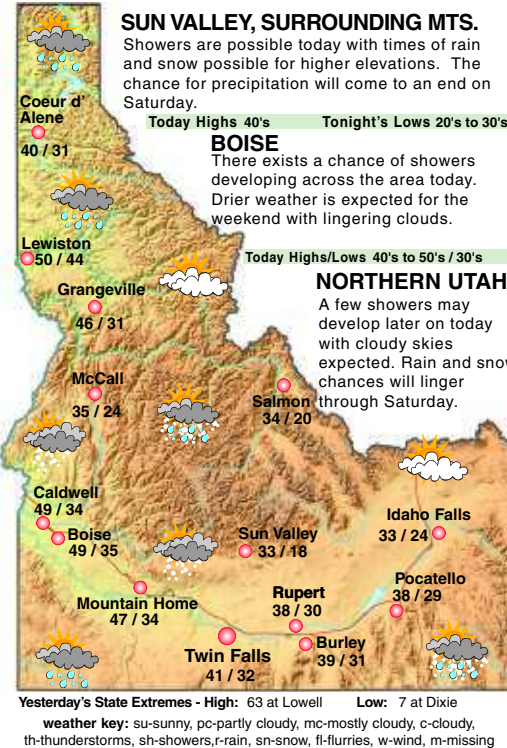 SUN VALLEY, SURROUNDING MTS.
Showers are possible today with times of rain
and snow possible for higher elevations. The
chance for precipitation will come to an end on
Saturday.
Today Highs 40's Tonight's Lows 20's to 30's
BOISE
There exists a chance of showers
developing across the area today.
Drier weather is expected for the
weekend with lingering clouds.
Today Highs/Lows 40's to 50's / 30's
NORTHERN UTAH
A few showers may
develop later on today
with cloudy skies
expected. Rain and snow
chances will linger
through Saturday.
Coeur d'
Alene
40 / 31
Lewiston
50 / 44
Grangeville
46 / 31
McCall
35 / 24
Salmon
34 / 20
Caldwell
49 / 34
Boise
49 / 35
Sun Valley
33 / 18
Idaho Falls
33 / 24
Mountain Home
47 / 34
Rupert
38 / 30
Pocatello
38 / 29
Twin Falls
41 / 32
Burley
39 / 31
Yesterday's State Extremes - High: 63 at Lowell Low: 7 at Dixie
weather key: su-sunny, pc-partly cloudy, mc-mostly cloudy, c-cloudy,
th-thunderstorms, sh-showers,r-rain, sn-snow, fl-flurries, w-wind, m-missing